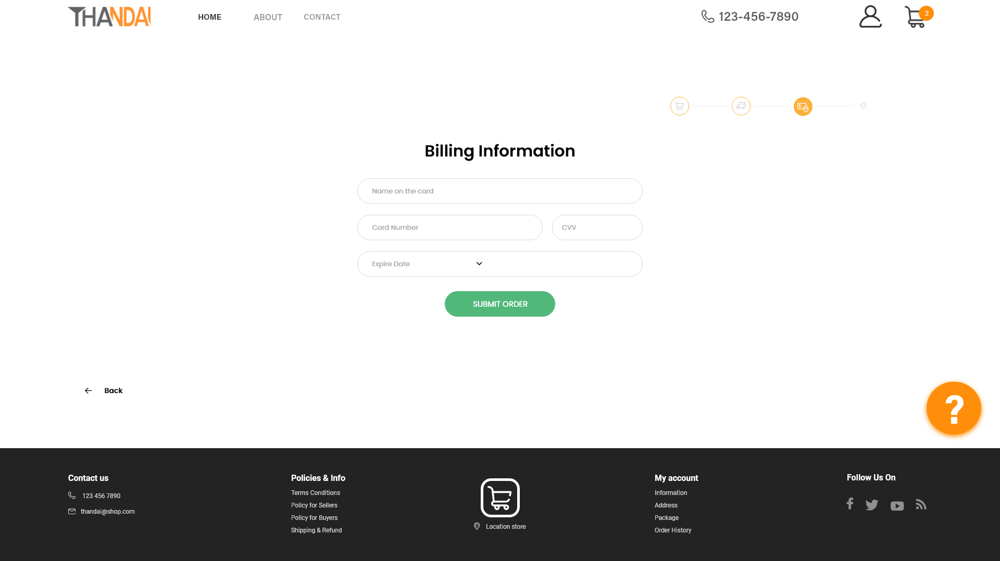 THANDAI
HOME
ABOUT
CONTACT
123-456-7890
2
Billing Information
Name on the card
Card Number
CVV
Expire Date
SUBMIT ORDER
Back
?
Contact us
123 456 7890
thandai@shop.com
Policies & Info
Terms Conditions
Policy for Sellers
Policy for Buyers
Shipping & Refund
Location store
My account
Information
Address
Package
Order History
Follow Us On